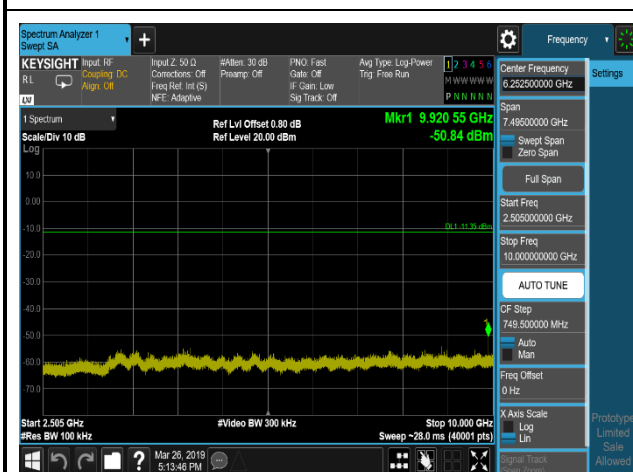 Spectrum Analyzer 1
Swept SA
+
Frequency
KEYSIGHT
RL
LXI
Input: RF
Coupling: DC
Align: Off
Input Z: 50 Ω
Corrections: Off
Freq Ref: Int (S)
NFE: Adaptive
#Atten: 30 dB
Preamp: Off
PNO: Fast
Gate: Off
IF Gain: Low
Sig Track: Off
Avg Type: Log-Power
Trig: Free Run
1 2 3 4 5 6
M W W W W W
P N N N N N
1 Spectrum
Scale/Div 10 dB
Log
Ref Lvl Offset 0.80 dB
Ref Level 20.00 dBm
Mkr1 9.920 55 GHz
-50.84 dBm
10.0
0.00
-10.0
-20.0
-30.0
-40.0
-50.0
-60.0
-70.0
DL1 -11.35 dBm
1
Start 2.505 GHz
#Res BW 100 kHz
#Video BW 300 kHz
Stop 10.000 GHz
Sweep ~28.0 ms (40001 pts)
Center Frequency
6.252500000 GHz
Span
7.49500000 GHz
Swept Span
Zero Span
Full Span
Start Freq
2.505000000 GHz
Stop Freq
10.000000000 GHz
AUTO TUNE
CF Step
749.500000 MHz
Auto
Man
Freq Offset
0 Hz
X Axis Scale
Log
Lin
Signal Track
Settings
Prototype
Limited
Sale
Allowed
?
Mar 26, 2019
5:13:46 PM